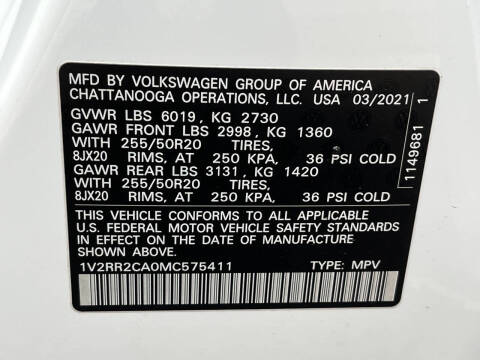 MFD BY VOLKSWAGEN GROUP OF AMERICA
CHATTANOOGA OPERATIONS, LLC. USA 03/2021
GVWR LBS 6019, KG 2730
GAWR FRONT LBS 2998, KG 1360
WITH 255/50R20 TIRES,
8JX20 RIMS, AT 250 KPA, 36 PSI COLD
GAWR REAR LBS 3131, KG 1420
WITH 255/50R20 TIRES,
8JX20 RIMS, AT 250 KPA, 36 PSI COLD
THIS VEHICLE CONFORMS TO ALL APPLICABLE
U.S. FEDERAL MOTOR VEHICLE SAFETY STANDARDS
IN EFFECT ON THE DATE OF MANUFACTURE
SHOWN ABOVE.
1V2RR2CA0MC575411 TYPE: MPV
1149681 1